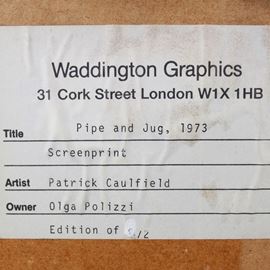 Waddington Graphics
31 Cork Street London W1X 1HB
Title Pipe and Jug, 1973
Screenprint
Artist Patrick Caulfield
Owner Olga Polizzi
Edition of